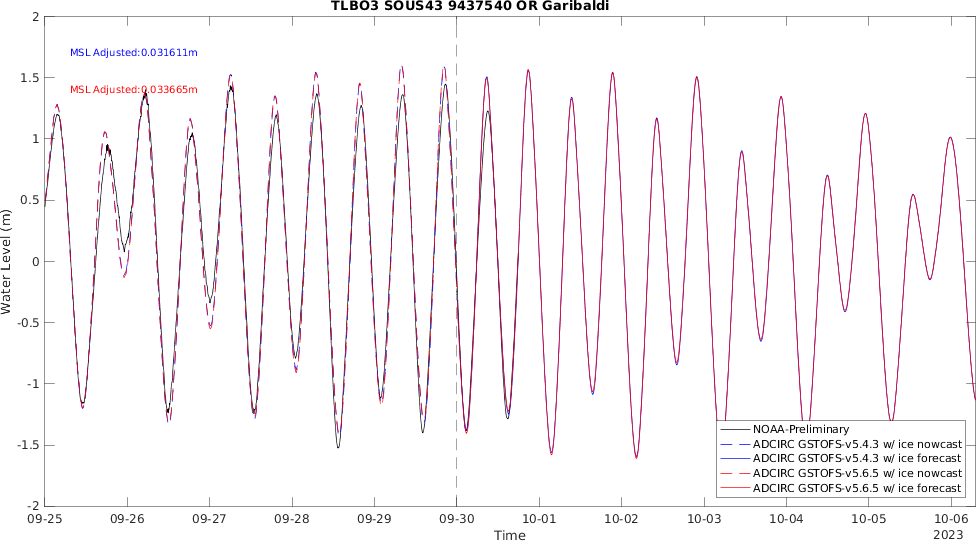 TLBO3 SOUS43 9437540 OR Garibaldi
2
1.5
1
0.5
0
-0.5
-1
-1.5
-2
Water Level (m)
MSL Adjusted:0.031611m
MSL Adjusted:0.033665m
NOAA-Preliminary
ADCIRC GSTOFS-v5.4.3 w/ ice nowcast
ADCIRC GSTOFS-v5.4.3 w/ ice forecast
ADCIRC GSTOFS-v5.6.5 w/ ice nowcast
ADCIRC GSTOFS-v5.6.5 w/ ice forecast
09-25 09-26 09-27 09-28 09-29 09-30 10-01 10-02 10-03 10-04 10-05 10-06
2023
Time